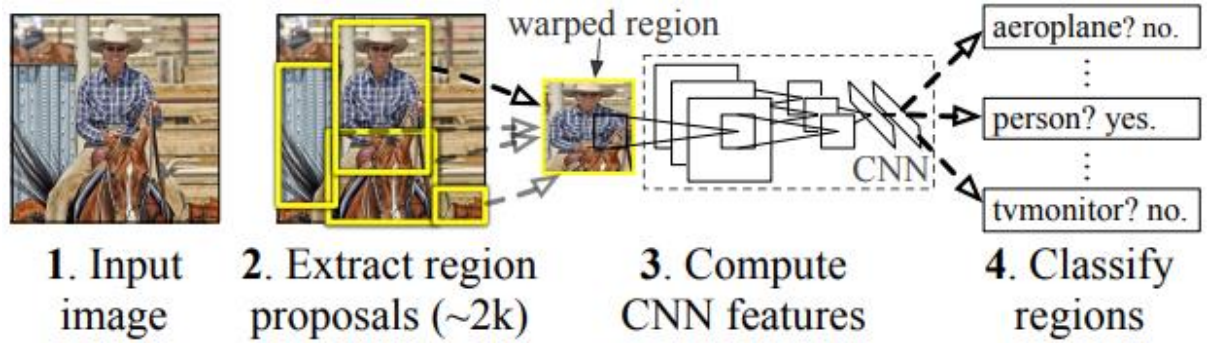 warped region
aeroplane? no.
person? yes.
CNN
tvmonitor? no.
1. Input
image
2. Extract region
proposals (~2k)
3. Compute
CNN features
4. Classify
regions